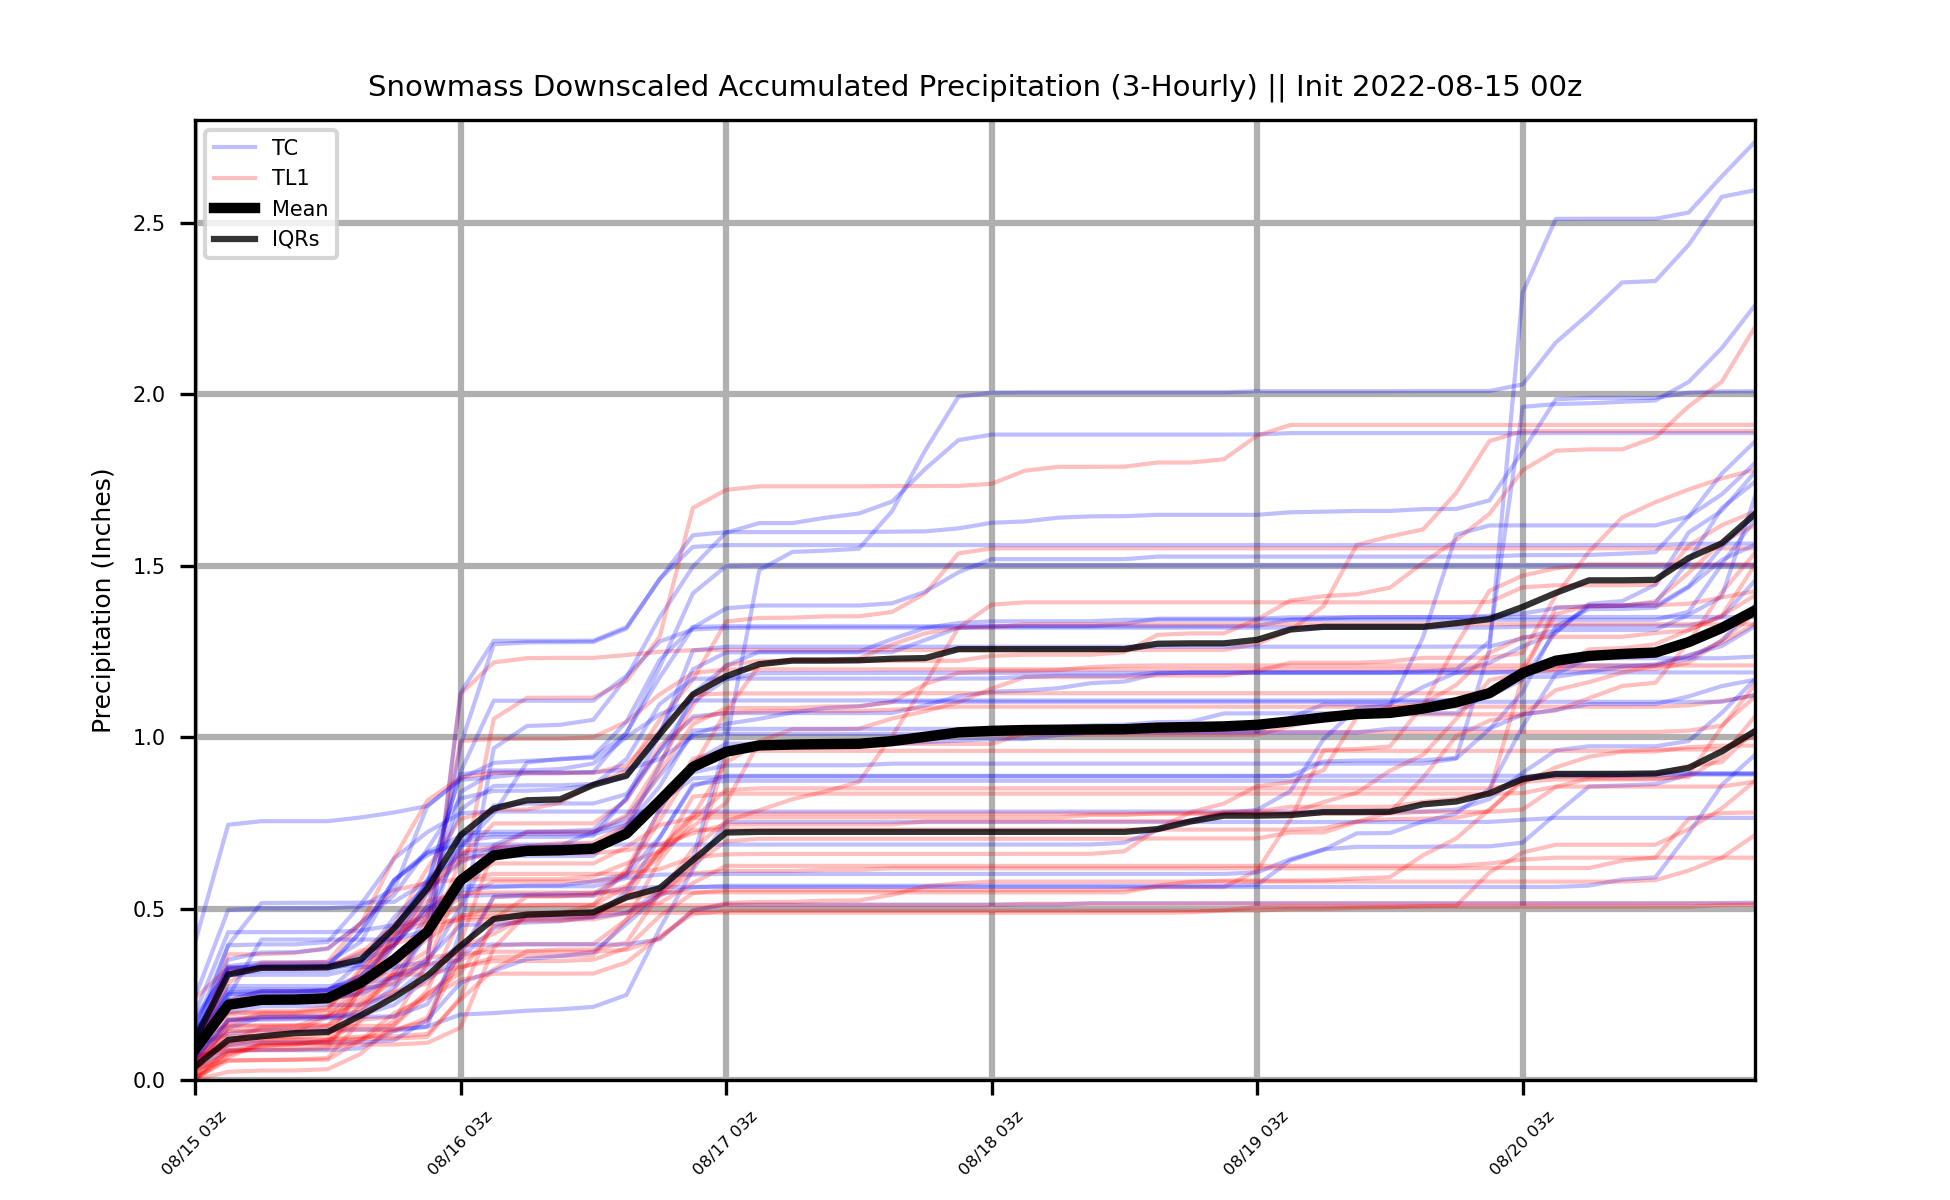 Snowmass Downscaled Accumulated Precipitation (3-Hourly) || Init 2022-08-15 00z
TC
TL1
Mean
IQRs
Precipitation (Inches)
2.5
2.0
1.5
1.0
0.5
0.0
08/15 03z
08/16 03z
08/17 03z
08/18 03z
08/19 03z
08/20 03z